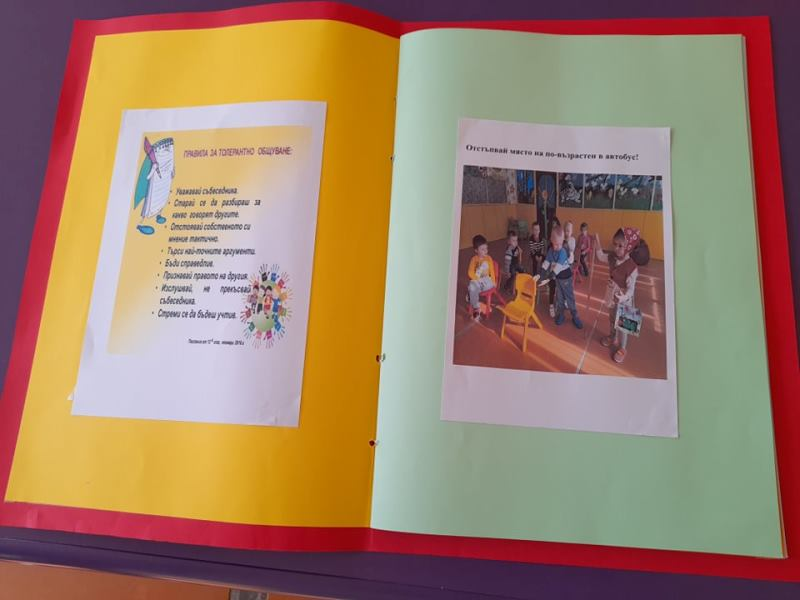 ПРАВИЛА ЗА ТОЛЕРАНТНО ОБЩУВАНЕ:
• Уважавай събеседника.
• Старай се да разбираш за
какво говорят другите.
• Отстоявай собственото си
мнение тактично.
• Търси най-точните аргументи.
• Бъди справедлив.
• Признавай правото на другия.
• Изслушвай, не прекъсвай
събеседника.
• Стреми се да бъдеш учтив.
Отстъпвай място на по-възрастен в автобус!